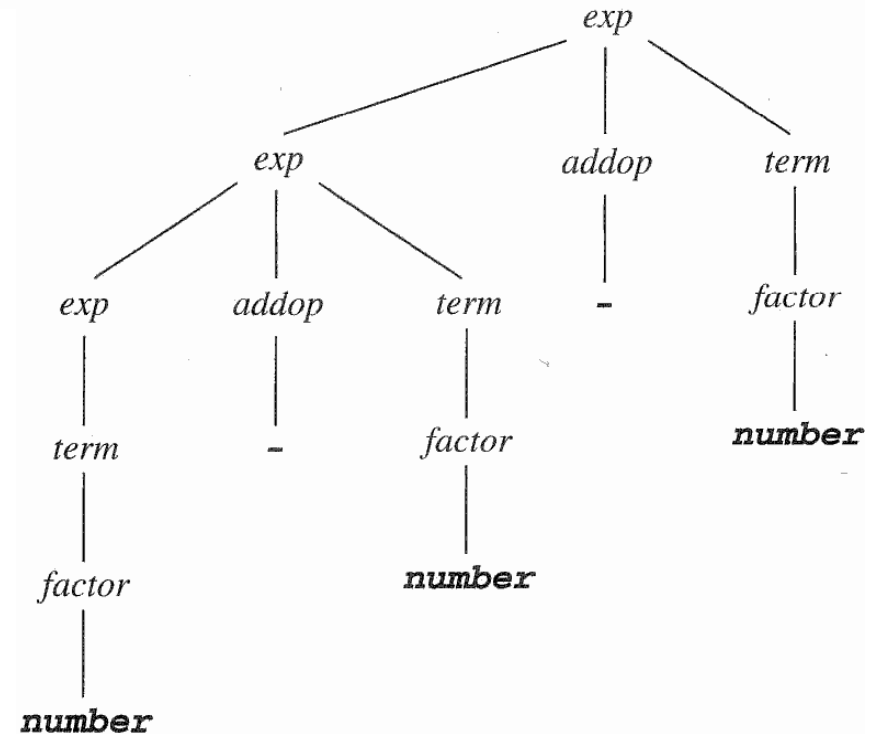 exp
exp addop term
exp addop term - factor
term - factor number
factor number
number